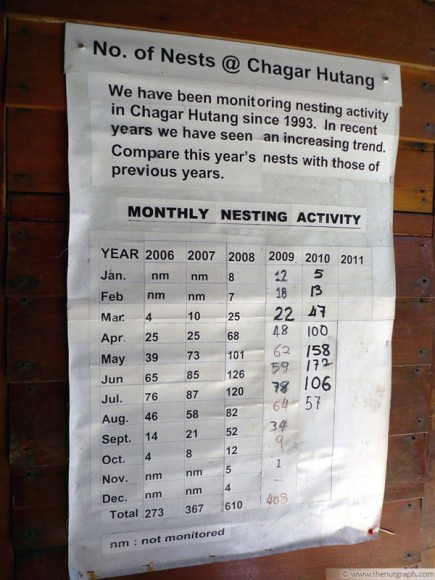 No. of Nests @ Chagar Hutang
We have been monitoring nesting activity
in Chagar Hutang since 1993. In recent
years we have seen an increasing trend.
Compare this year's nests with those of
previous years.
MONTHLY NESTING ACTIVITY
YEAR 2006 2007 2008 2009 2010 2011
Jan. nm nm 8 12 5
Feb nm nm 7 18 13
Mar. 4 10 25 22 47
Apr. 25 25 68 48 100
May 39 73 101 62 158
Jun 65 85 126 59 172
Jul. 76 87 120 78 106
Aug. 46 58 82 64 57
Sept. 14 21 52 34
Oct. 4 8 12 9
Nov. nm nm 5 1
Dec. nm nm 4 -
Total 273 367 610 408
nm : not monitored
© www.thenutgraph.com